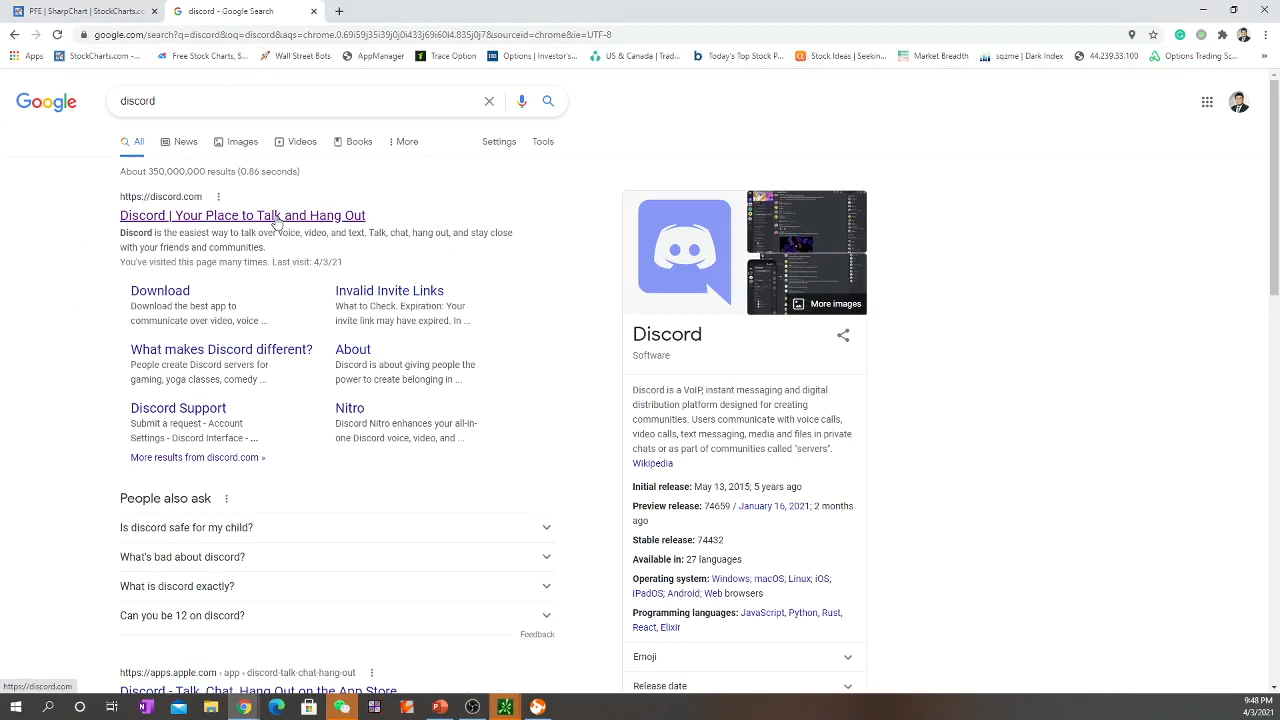 PFE | SharpChart | StockCharts.co
discord - Google Search
google.com/search?q=discord&oq=discord&aqs=chrome.0.69i59j5i39j0j0i433j69i60l4.835j0j7&sourceid=chrome&ie=UTF-8
Apps StockCharts.com -... Free Stock Charts, S... Wall Street Bots AppManager Trace Option Options | Investor's... US & Canada | Trad... Today's Top Stock P... Stock Ideas | Seekin... Market Breadth sqzme | Dark Index 44.239.33.100 Options Trading Sc... »
Google
discord
All News Images Videos Books More Settings Tools
About 350,000,000 results (0.86 seconds)
https://discord.com
Discord | Your Place to Talk and Hang Out
Discord is the easiest way to talk over voice, video, and text. Talk, chat, hang out, and stay close
with your friends and communities.
You've visited this page many times. Last visit:
Download
Download the best app to
communicate over video, voice ...
Invalid Invite Links
Invite Check. Expiration: Your
invite link may have expired. In ...
What makes Discord different?
People create Discord servers for
gaming, yoga classes, comedy ...
About
Discord is about giving people the
power to create belonging in ...
Discord Support
Submit a request - Account
Settings - Discord Interface - ...
Nitro
Discord Nitro enhances your all-in-
one Discord voice, video, and ...
More results from discord.com »
People also ask
Is discord safe for my child?
What's bad about discord?
What is discord exactly?
Can you be 12 on discord?
Feedback
https://apps.apple.com › app › discord-talk-chat-hang-out
Discord - Talk, Chat, Hang Out on the App Store
More images
Discord
Software
Discord is a VoIP, instant messaging and digital
distribution platform designed for creating
communities. Users communicate with voice calls,
video calls, text messaging, media and files in private
chats or as part of communities called "servers".
Wikipedia
Initial release: May 13, 2015; 5 years ago
Preview release: 74659 / January 16, 2021; 2 months
ago
Stable release: 74432
Available in: 27 languages
Operating system: Windows; macOS; Linux; iOS;
iPadOS; Android; Web browsers
Programming languages: JavaScript, Python, Rust,
React, Elixir
Emoji
Release date
https://discord.com
9:48 PM
4/3/2021